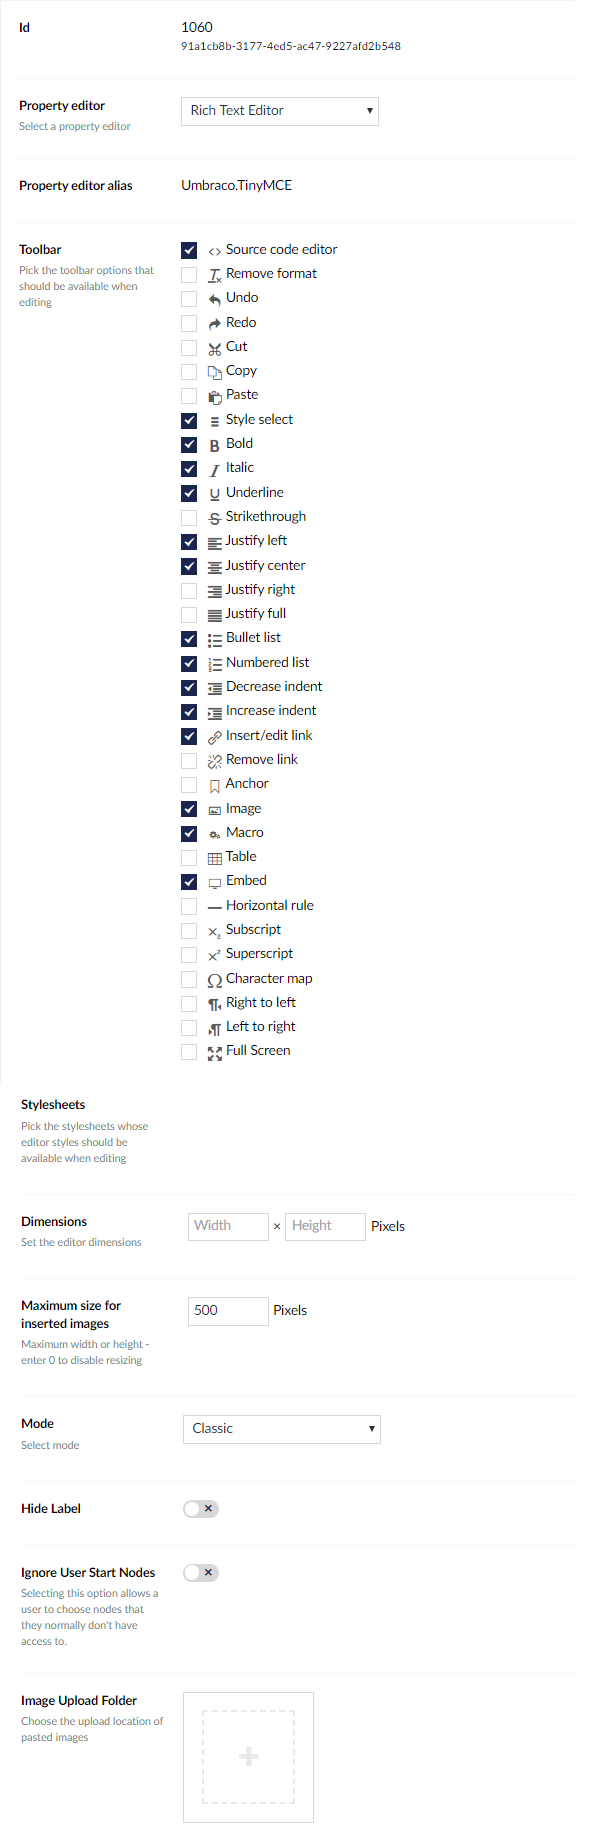 Id
1060
91a1cb8b-3177-4ed5-ac47-9227afd2b548
Property editor
Select a property editor
Rich Text Editor
Property editor alias
Umbraco.TinyMCE
Toolbar
Pick the toolbar options that
should be available when
editing
Source code editor
Remove format
Undo
Redo
Cut
Copy
Paste
Style select
Bold
Italic
Underline
Strikethrough
Justify left
Justify center
Justify right
Justify full
Bullet list
Numbered list
Decrease indent
Increase indent
Insert/edit link
Remove link
Anchor
Image
Macro
Table
Embed
Horizontal rule
Subscript
Superscript
Character map
Right to left
Left to right
Full Screen
Stylesheets
Pick the stylesheets whose
editor styles should be
available when editing
Dimensions
Set the editor dimensions
Width × Height Pixels
Maximum size for
inserted images
Maximum width or height -
enter 0 to disable resizing
500 Pixels
Mode
Select mode
Classic
Hide Label
Ignore User Start Nodes
Selecting this option allows a
user to choose nodes that
they normally don't have
access to.
Image Upload Folder
Choose the upload location of
pasted images